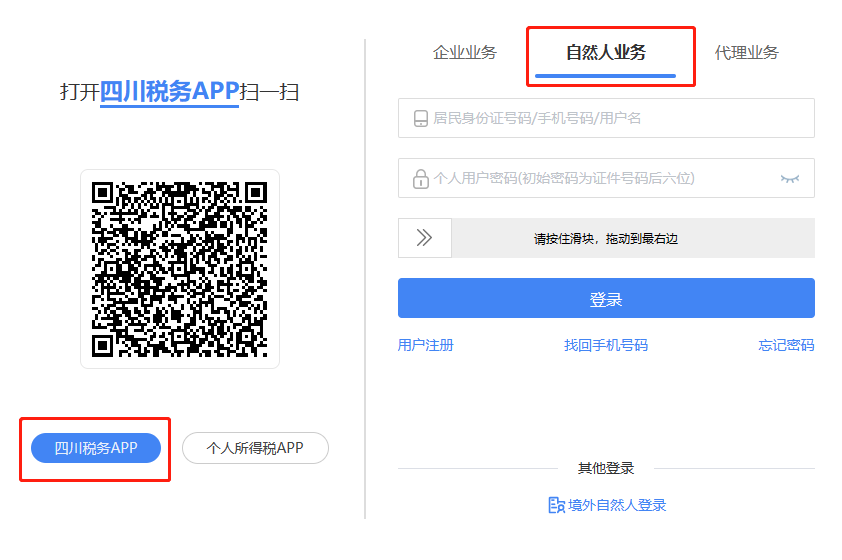 打开四川税务APP扫一扫
四川税务APP
个人所得税APP
企业业务
自然人业务
代理业务
居民身份证号码/手机号码/用户名
个人用户密码(初始密码为证件号码后六位)
请按住滑块，拖动到最右边
登录
用户注册
找回手机号码
忘记密码
其他登录
境外自然人登录